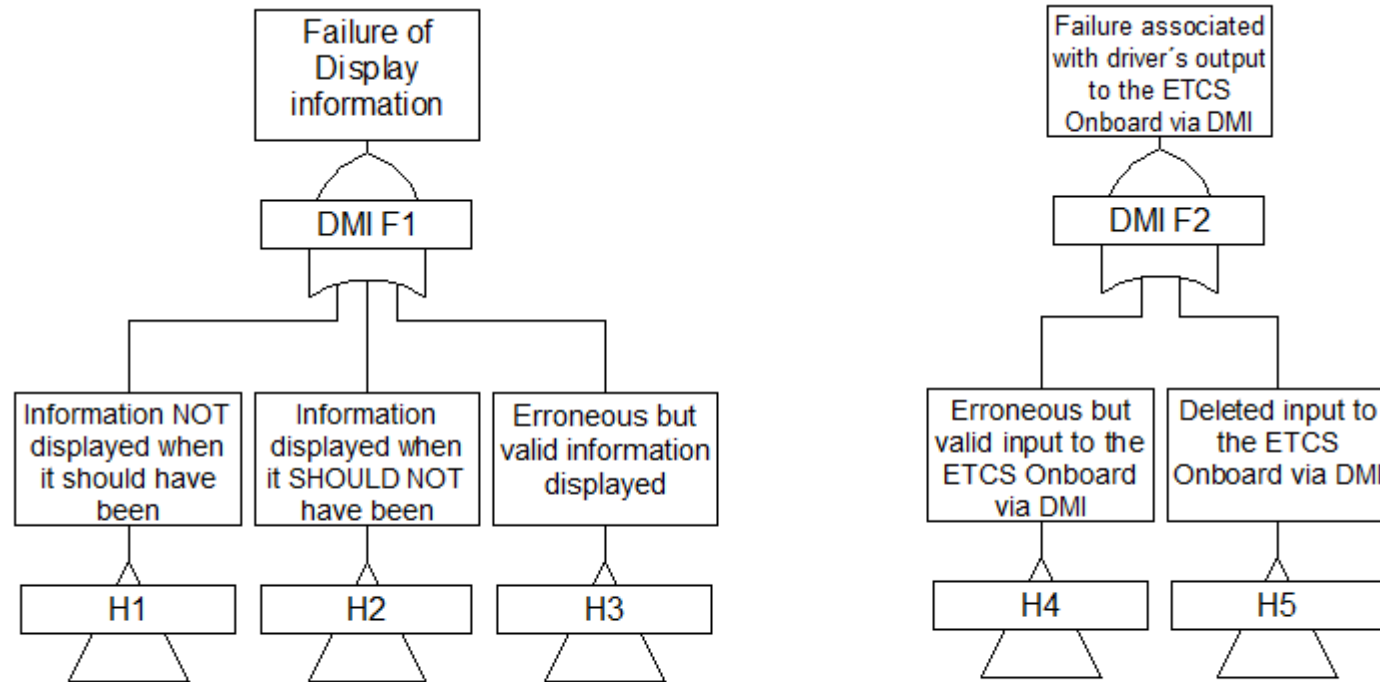 Failure of
Display
information
DMI F1
Information NOT
displayed when
it should have
been
Information
displayed when
it SHOULD NOT
have been
Erroneous but
valid information
displayed
H1
H2
H3
Failure associated
with driver´s output
to the ETCS
Onboard via DMI
DMI F2
Erroneous but
valid input to the
ETCS Onboard
via DMI
Deleted input to
the ETCS
Onboard via DMI
H4
H5